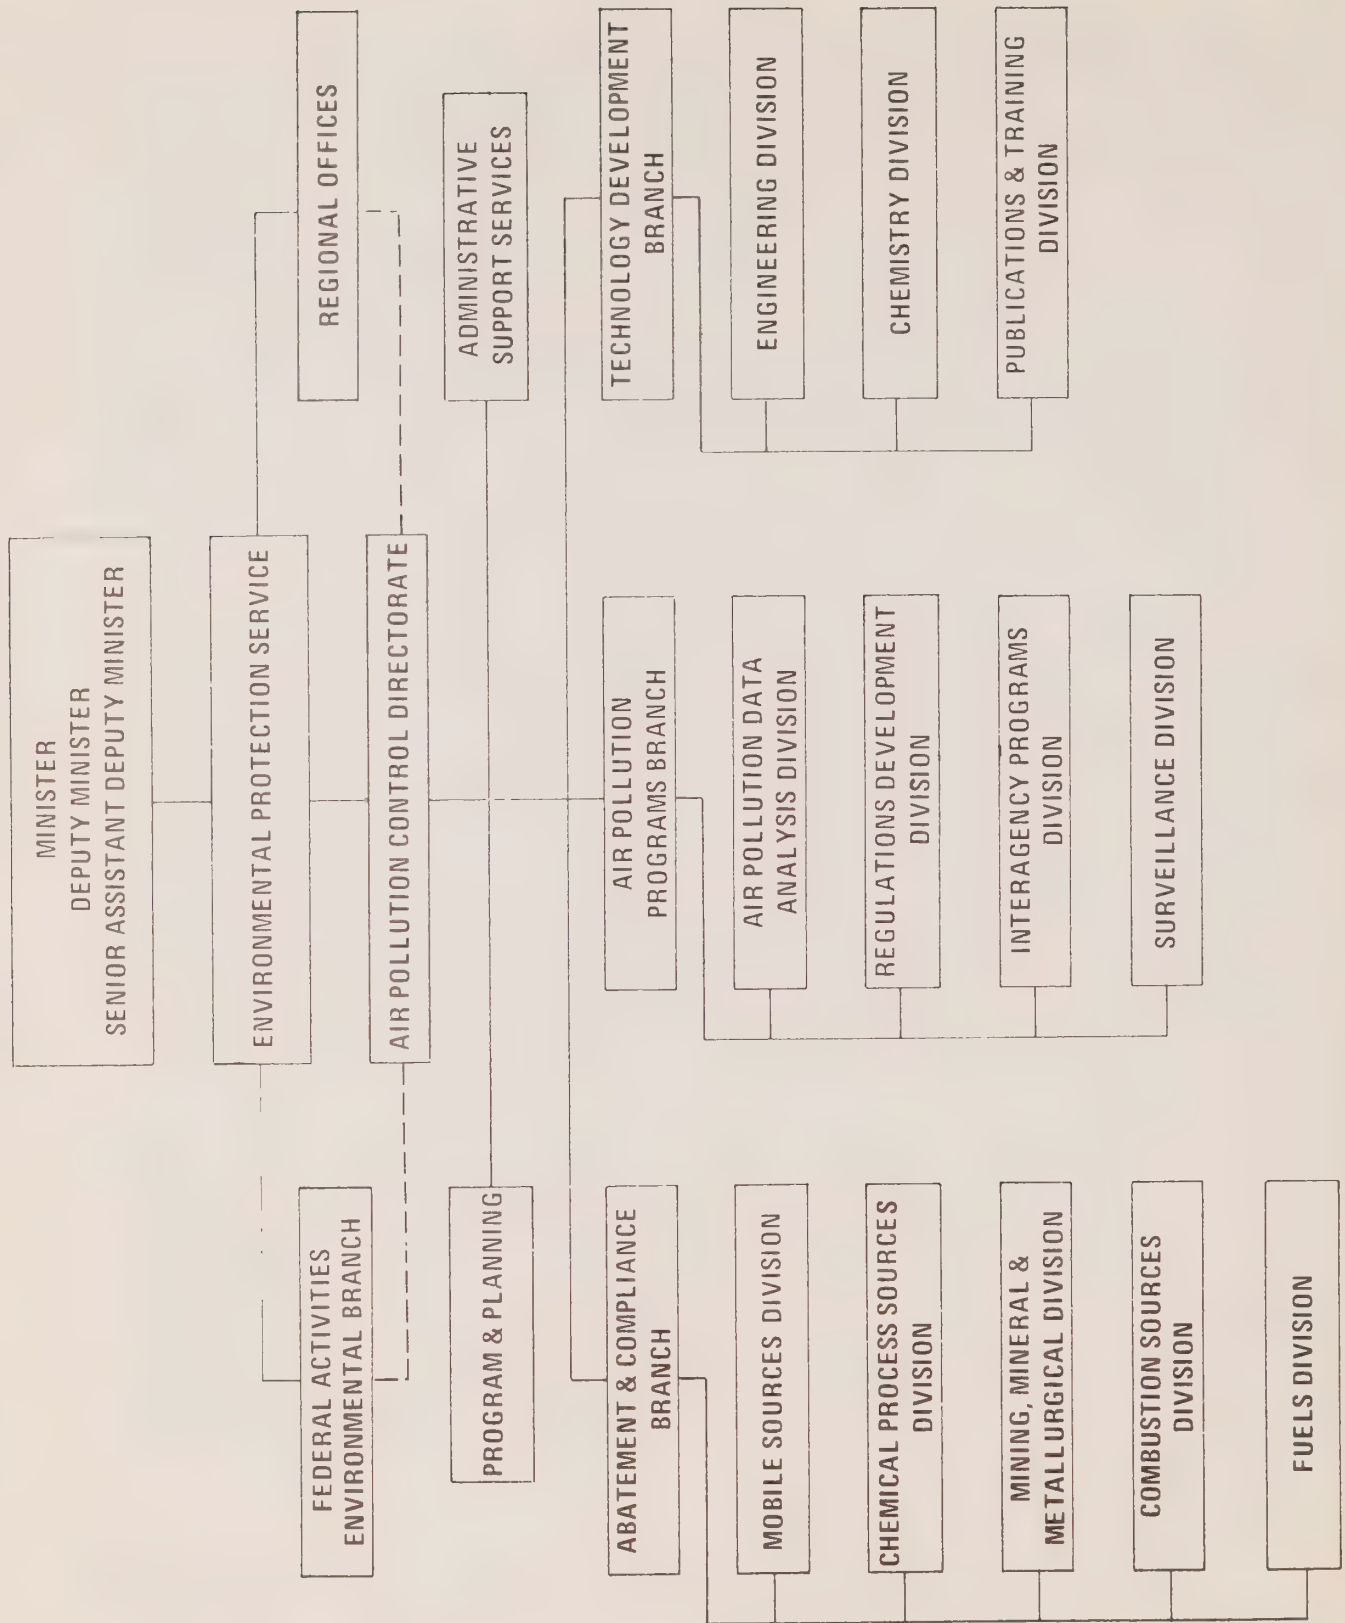 MINISTER
DEPUTY MINISTER
SENIOR ASSISTANT DEPUTY MINISTER
ENVIRONMENTAL PROTECTION SERVICE
FEDERAL ACTIVITIES
ENVIRONMENTAL BRANCH
REGIONAL OFFICES
AIR POLLUTION CONTROL DIRECTORATE
PROGRAM & PLANNING
ADMINISTRATIVE
SUPPORT SERVICES
ABATEMENT & COMPLIANCE
BRANCH
MOBILE SOURCES DIVISION
CHEMICAL PROCESS SOURCES
DIVISION
MINING, MINERAL &
METALLURGICAL DIVISION
COMBUSTION SOURCES
DIVISION
FUELS DIVISION
AIR POLLUTION
PROGRAMS BRANCH
AIR POLLUTION DATA
ANALYSIS DIVISION
REGULATIONS DEVELOPMENT
DIVISION
INTERAGENCY PROGRAMS
DIVISION
SURVEILLANCE DIVISION
TECHNOLOGY DEVELOPMENT
BRANCH
ENGINEERING DIVISION
CHEMISTRY DIVISION
PUBLICATIONS & TRAINING
DIVISION